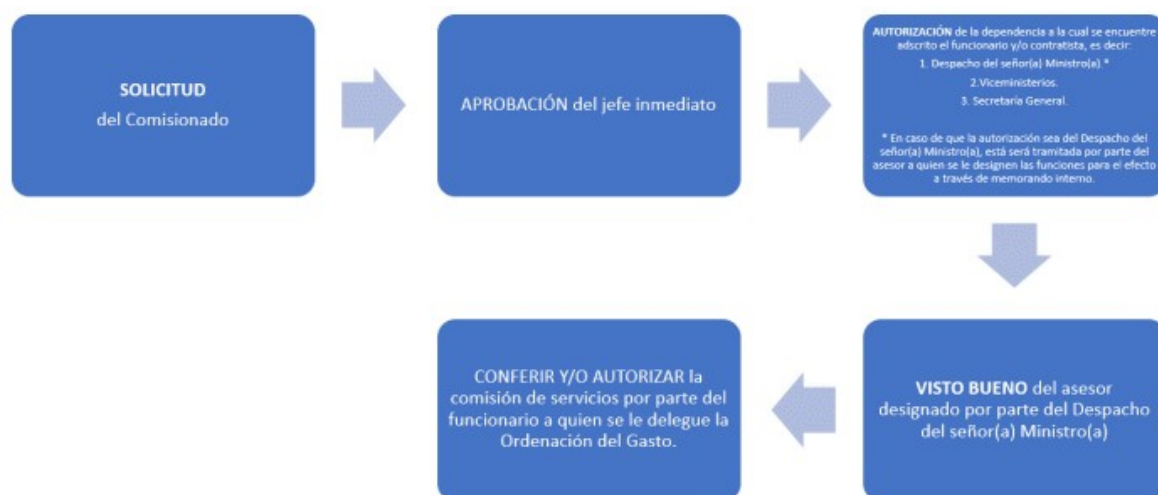 SOLICITUD
del Comisionado
APROBACIÓN del jefe inmediato
AUTORIZACIÓN de la dependencia a la cual se encuentre
adscrito el funcionario y/o contratista, es decir:
1. Despacho del señor(a) Ministro(a).*
2.Viceministerios.
3. Secretaría General.
* En caso de que la autorización sea del Despacho del
señor(a) Ministro(a), está será tramitada por parte del
asesor a quien se le designen las funciones para el efecto
a través de memorando interno.
VISTO BUENO del asesor
designado por parte del Despacho
del señor(a) Ministro(a)
CONFERIR Y/O AUTORIZAR la
comisión de servicios por parte del
funcionario a quien se le delegue la
Ordenación del Gasto.